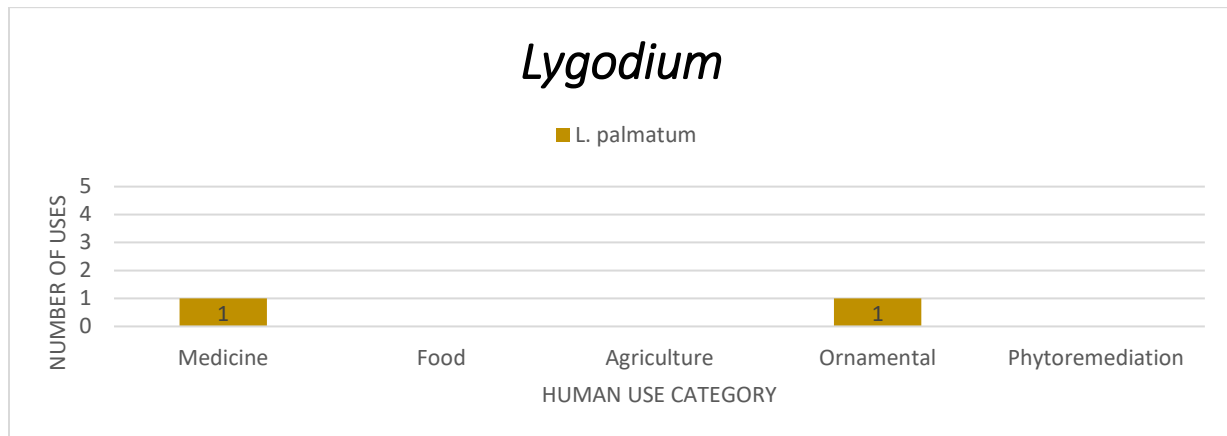 Lygodium
L. palmatum
NUMBER OF USES
5
4
3
2
1
0
1
1
Medicine Food Agriculture Ornamental Phytoremediation
HUMAN USE CATEGORY